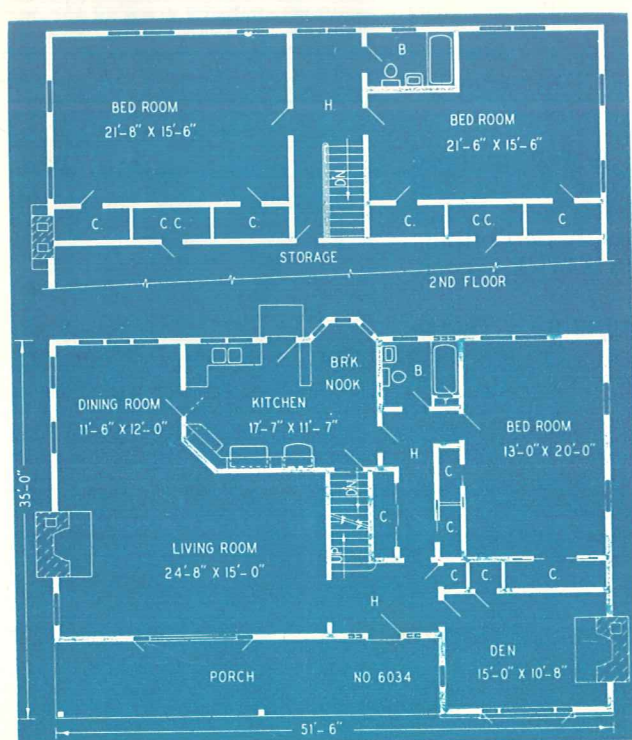 B
BED ROOM
21'-8" X 15'-6"
H
BED ROOM
21'-6" X 15'-6"
DN
C.
C.C.
C.
C.
C.C.
C
STORAGE
2ND FLOOR
BR'K.
NOOK
B.
DINING ROOM
11'-6" X 12'-0"
KITCHEN
17'-7" X 11'-7"
BED ROOM
13'-0" X 20'-0"
H
C
DN
C.
C
35'-0"
LIVING ROOM
24'-8" X 15'-0"
UP
C
C.
C.
H
DEN
15'-0" X 10'-8"
PORCH
NO 6034
51'-6"